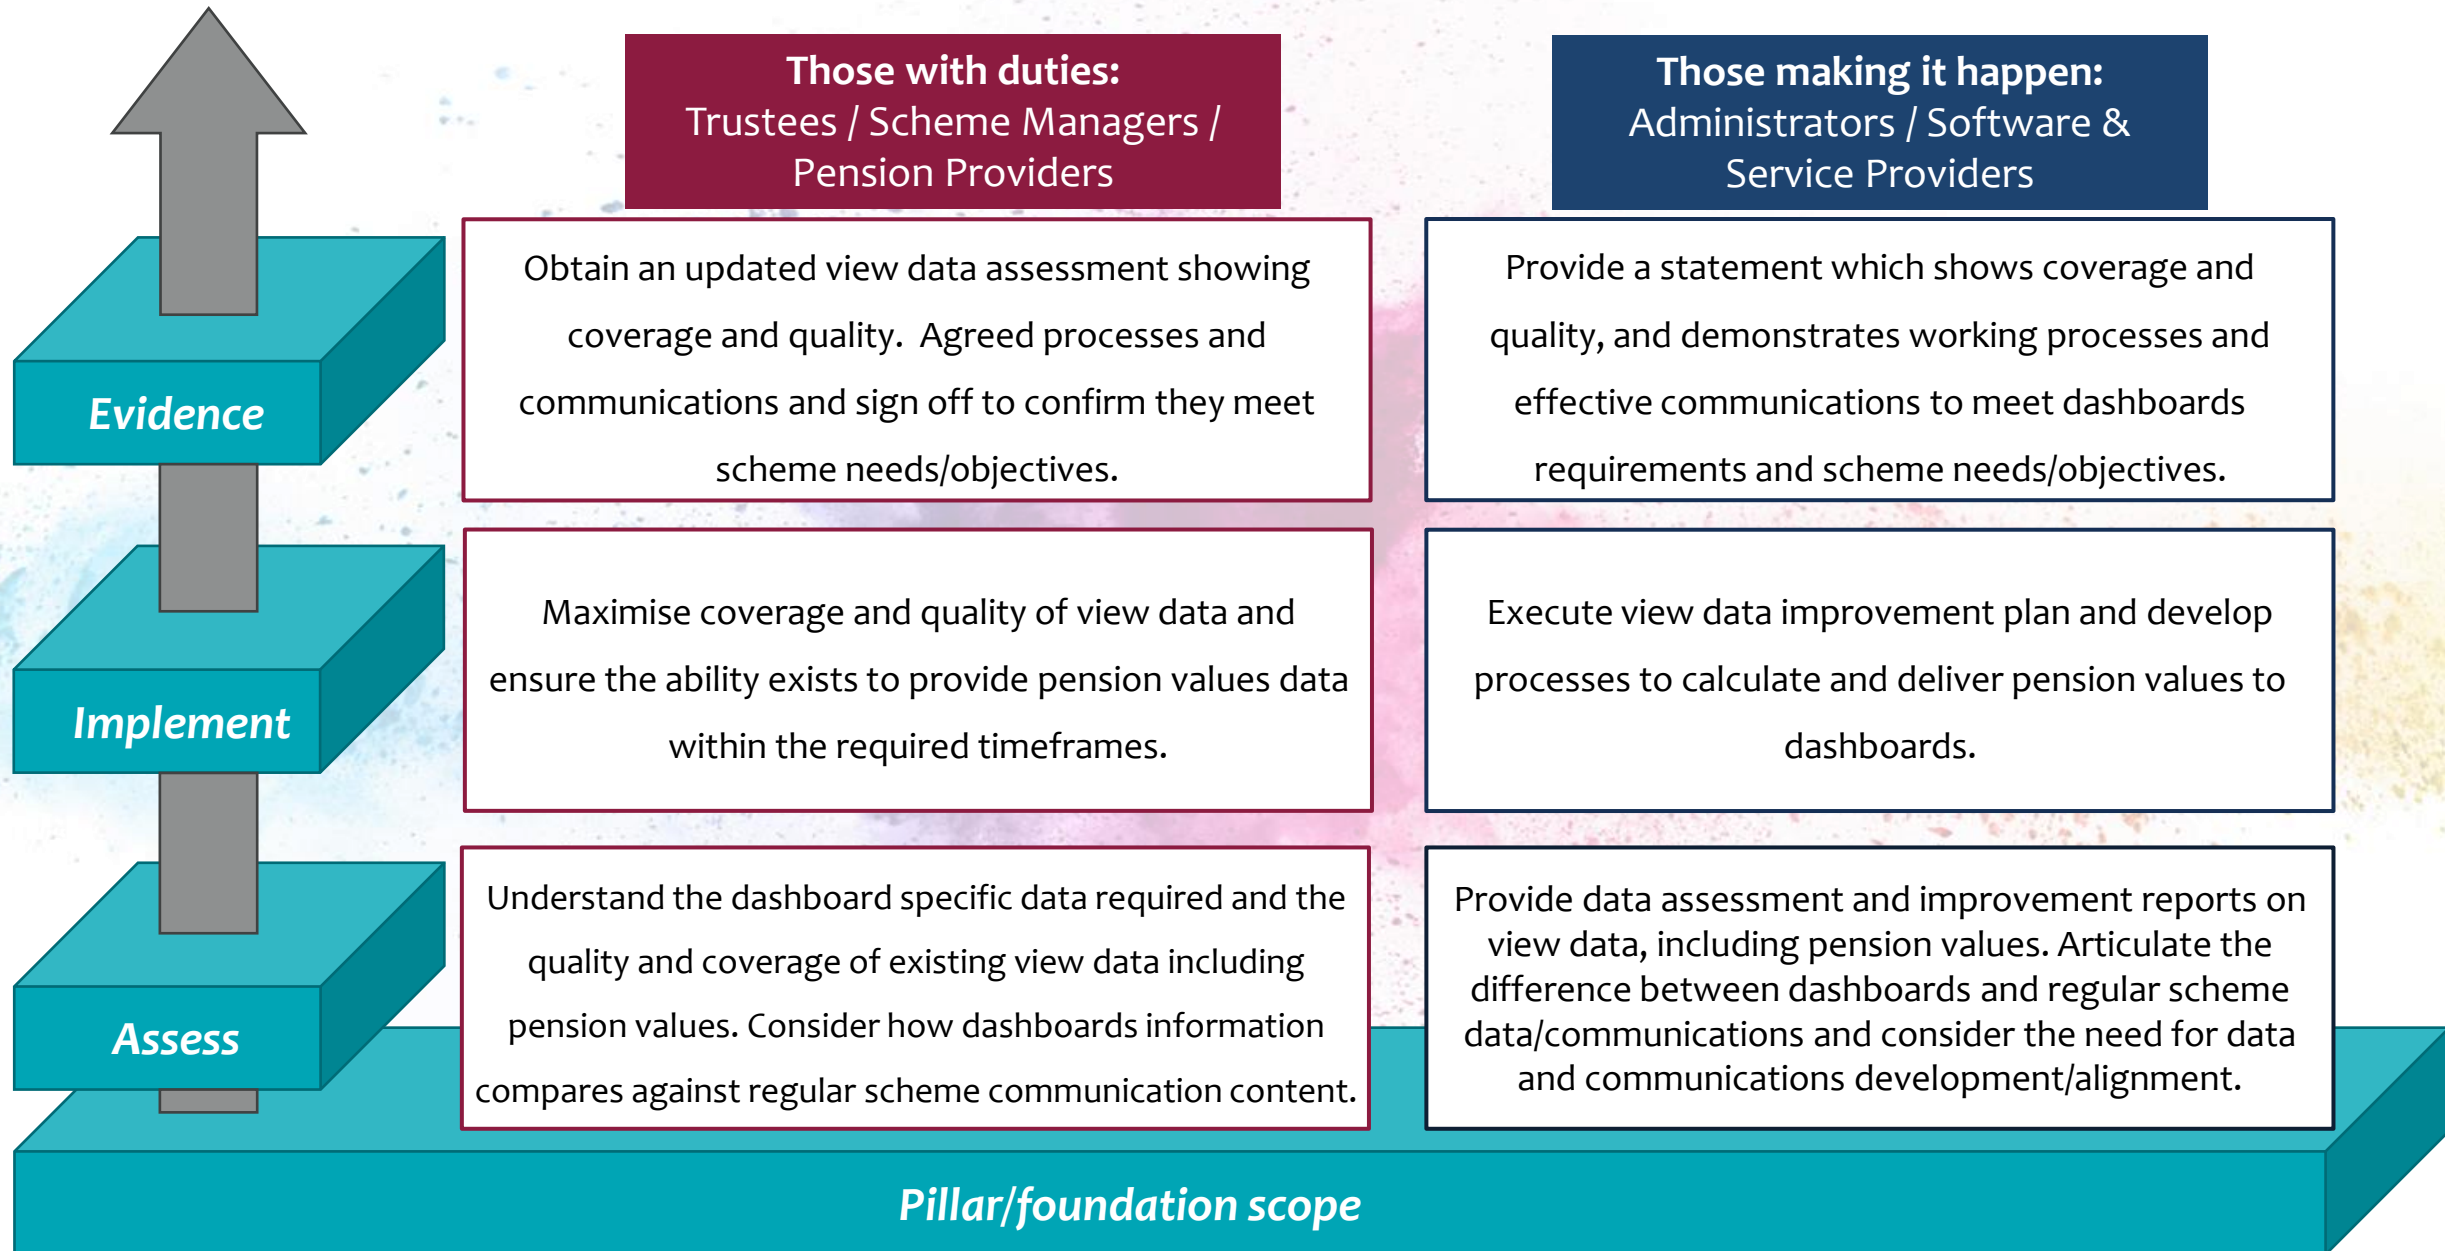 Those with duties:
Trustees / Scheme Managers /
Pension Providers
Those making it happen:
Administrators / Software &
Service Providers
Evidence
Obtain an updated view data assessment showing
coverage and quality.  Agreed processes and
communications and sign off to confirm they meet
scheme needs/objectives.
Provide a statement which shows coverage and
quality, and demonstrates working processes and
effective communications to meet dashboards
requirements and scheme needs/objectives.
Implement
Maximise coverage and quality of view data and
ensure the ability exists to provide pension values data
within the required timeframes.
Execute view data improvement plan and develop
processes to calculate and deliver pension values to
dashboards.
Assess
Understand the dashboard specific data required and the
quality and coverage of existing view data including
pension values. Consider how dashboards information
compares against regular scheme communication content.
Provide data assessment and improvement reports on
view data, including pension values. Articulate the
difference between dashboards and regular scheme
data/communications and consider the need for data
and communications development/alignment.
Pillar/foundation scope